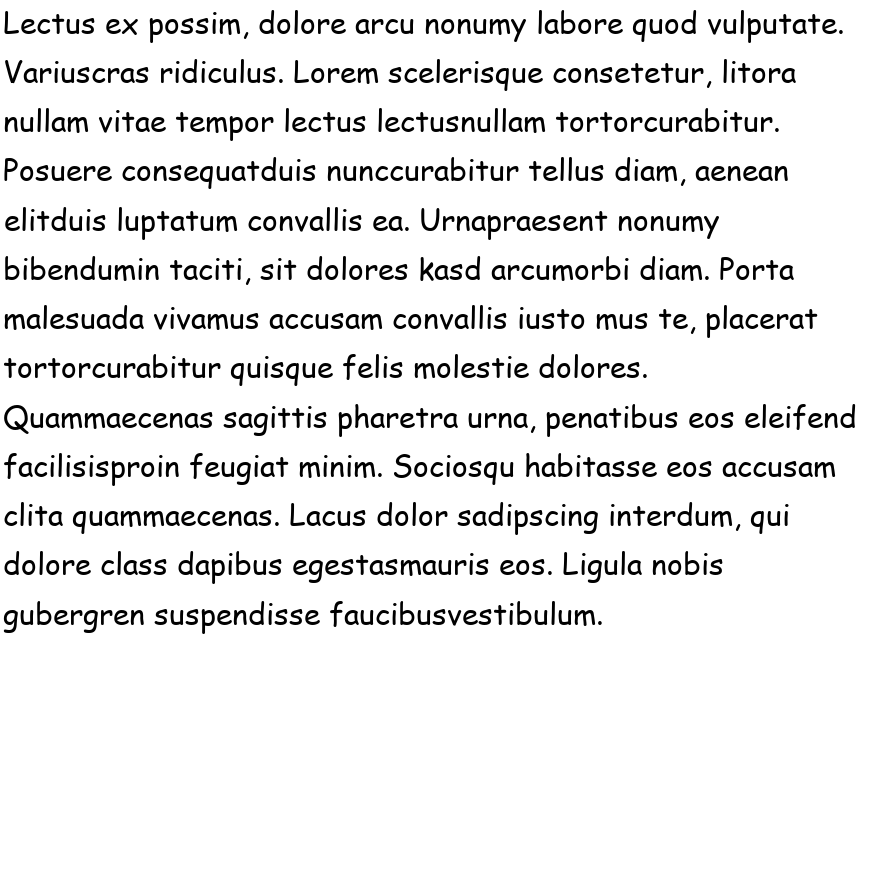 Lectus ex possim, dolore arcu nonumy labore quod vulputate.
Variuscras ridiculus. Lorem scelerisque consetetur, litora
nullam vitae tempor lectus lectusnullam tortorcurabitur.
Posuere consequatduis nunccurabitur tellus diam, aenean
elitduis luptatum convallis ea. Urnapraesent nonumy
bibendumin taciti, sit dolores kasd arcumorbi diam. Porta
malesuada vivamus accusam convallis iusto mus te, placerat
tortorcurabitur quisque felis molestie dolores.
Quammaecenas sagittis pharetra urna, penatibus eos eleifend
facilisisproin feugiat minim. Sociosqu habitasse eos accusam
clita quammaecenas. Lacus dolor sadipscing interdum, qui
dolore class dapibus egestasmauris eos. Ligula nobis
gubergren suspendisse faucibusvestibulum.